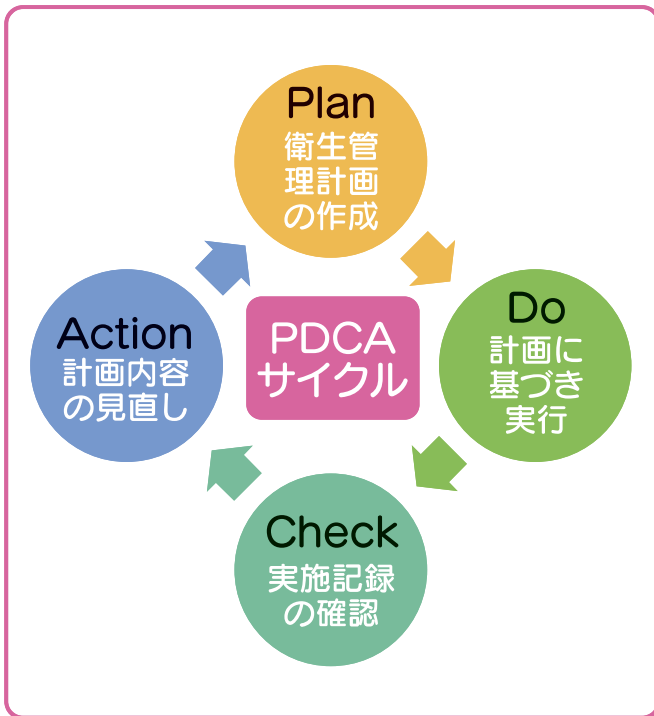 Plan
衛生管
理計画
の作成
Do
計画に
基づき
実行
Check
実施記録
の確認
Action
計画内容
の見直し
PDCA
サイクル